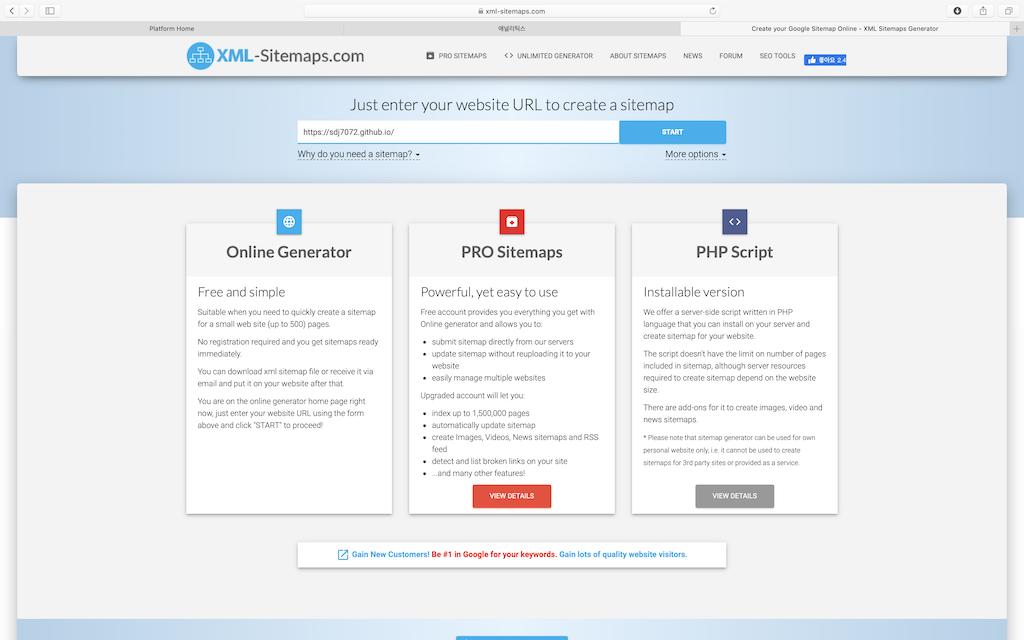 xml-sitemaps.com
Platform Home
애널리틱스
Create your Google Sitemap Online - XML Sitemaps Generator
XML-Sitemaps.com
PRO SITEMAPS
UNLIMITED GENERATOR
ABOUT SITEMAPS
NEWS
FORUM
SEO TOOLS
좋아요 2.4
Just enter your website URL to create a sitemap
https://sdj7072.github.io/
START
Why do you need a sitemap?
More options
Online Generator
Free and simple
Suitable when you need to quickly create a sitemap
for a small web site (up to 500) pages.
No registration required and you get sitemaps ready
immediately.
You can download xml sitemap file or receive it via
email and put it on your website after that.
You are on the online generator home page right
now, just enter your website URL using the form
above and click "START" to proceed!
PRO Sitemaps
Powerful, yet easy to use
Free account provides you everything you get with
Online generator and allows you to:
• submit sitemap directly from our servers
• update sitemap without reuploading it to your
website
• easily manage multiple websites
Upgraded account will let you:
• index up to 1,500,000 pages
• automatically update sitemap
• create Images, Videos, News sitemaps and RSS
feed
• detect and list broken links on your site
• ...and many other features!
VIEW DETAILS
PHP Script
Installable version
We offer a server-side script written in PHP
language that you can install on your server and
create sitemap for your website.
The script doesn't have the limit on number of pages
included in sitemap, although server resources
required to create sitemap depend on the website
size.
There are add-ons for it to create images, video and
news sitemaps.
* Please note that sitemap generator can be used for own
personal website only, i.e. it cannot be used to create
sitemaps for 3rd party sites or provided as a service.
VIEW DETAILS
Gain New Customers! Be #1 in Google for your keywords. Gain lots of quality website visitors.